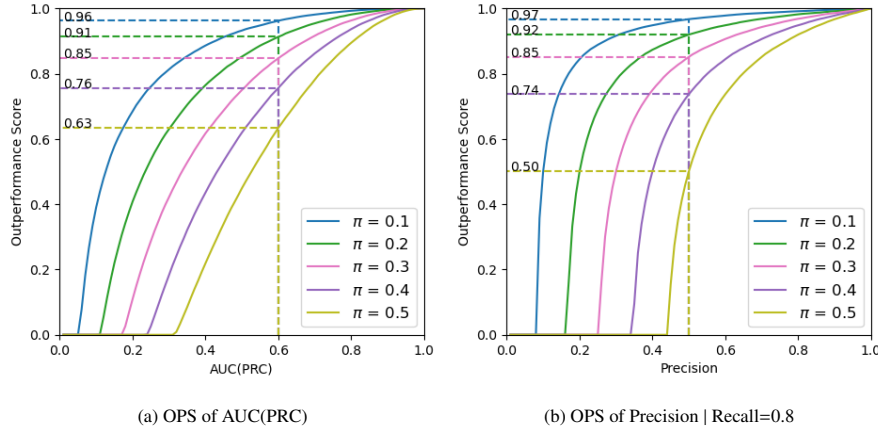 1.0
0.8
0.6
0.4
0.2
0.0
Outperformance Score
0.96
0.91
0.85
0.76
0.63
π = 0.1
π = 0.2
π = 0.3
π = 0.4
π = 0.5
0.0 0.2 0.4 0.6 0.8 1.0
AUC(PRC)
(a) OPS of AUC(PRC)
1.0
0.8
0.6
0.4
0.2
0.0
Outperformance Score
0.97
0.92
0.85
0.74
0.50
π = 0.1
π = 0.2
π = 0.3
π = 0.4
π = 0.5
0.0 0.2 0.4 0.6 0.8 1.0
Precision
(b) OPS of Precision | Recall=0.8